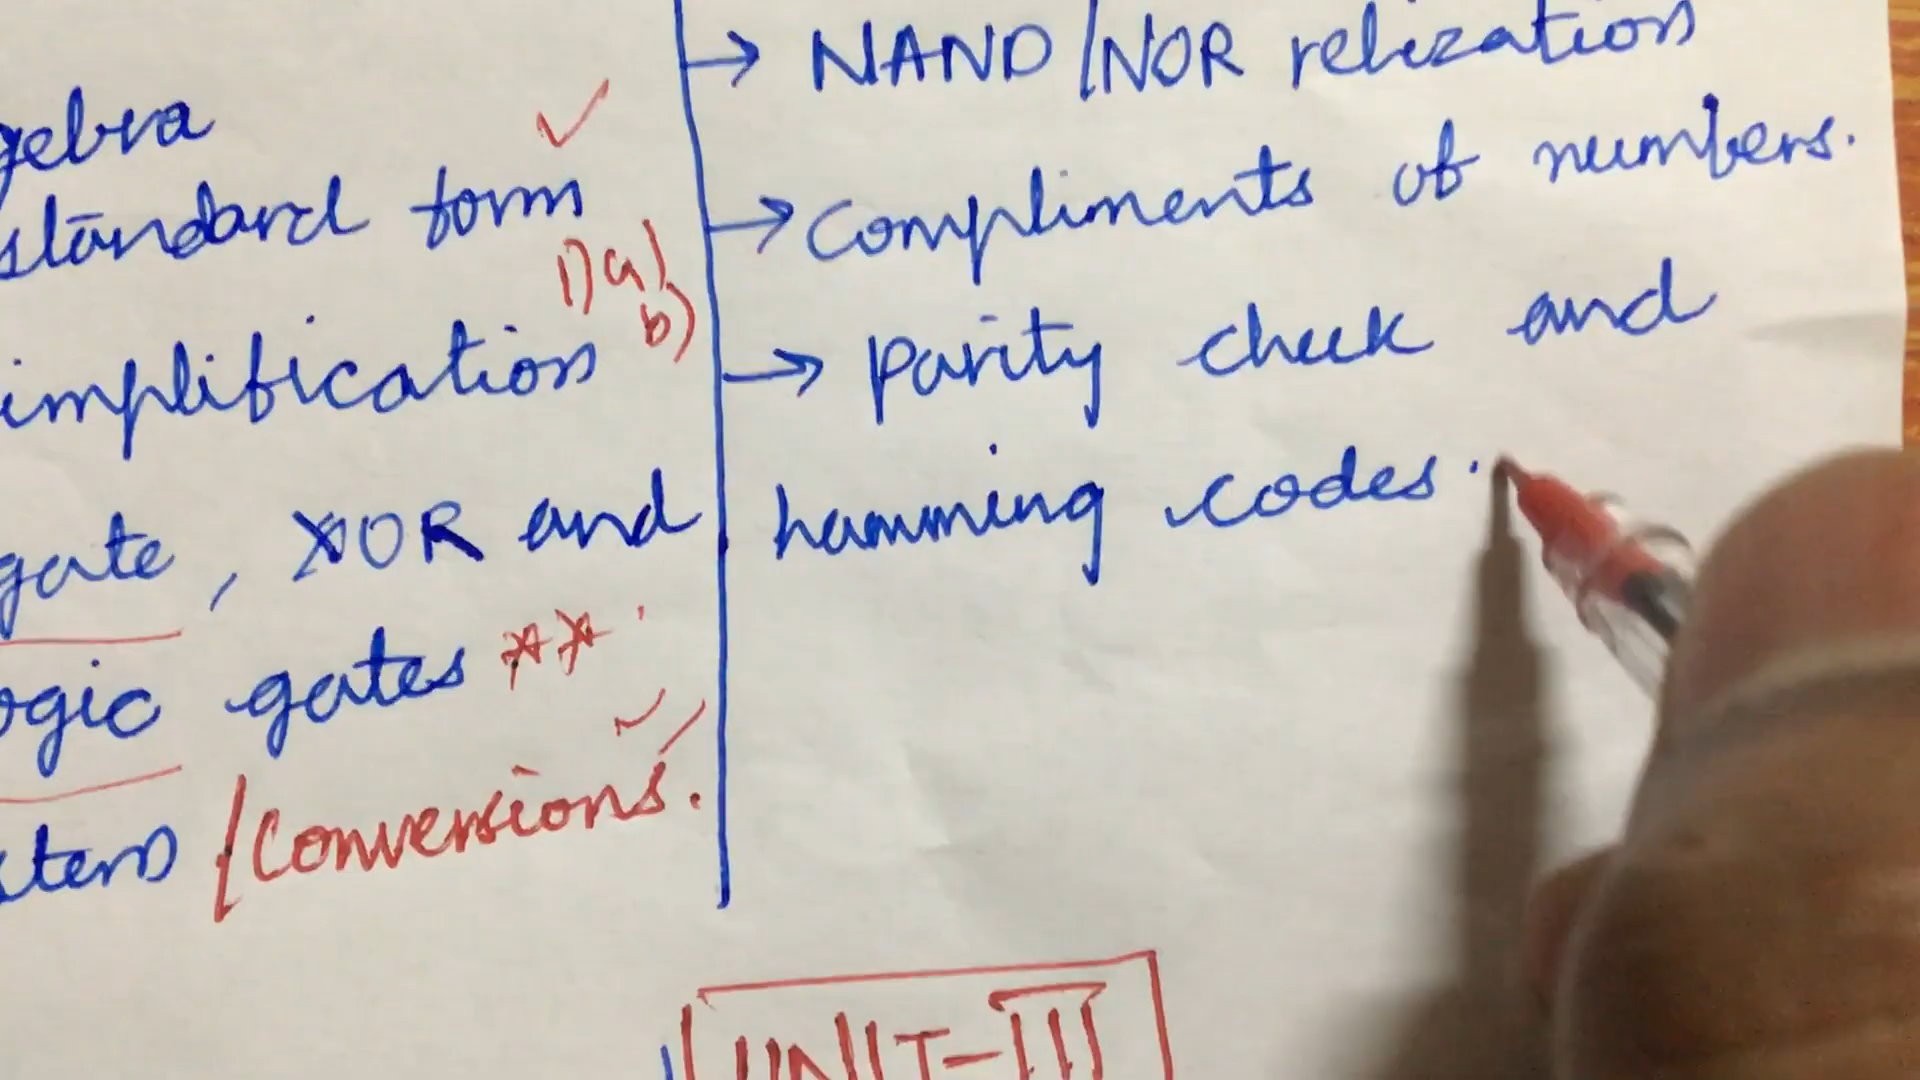 gebra
standard form
1) a)
b)
implification
gate, XOR and
ogic gates **
stems / Conversions.
→ NAND/NOR relization
→ Compliments of numbers.
→ parity check and
hamming codes.
UNIT-III